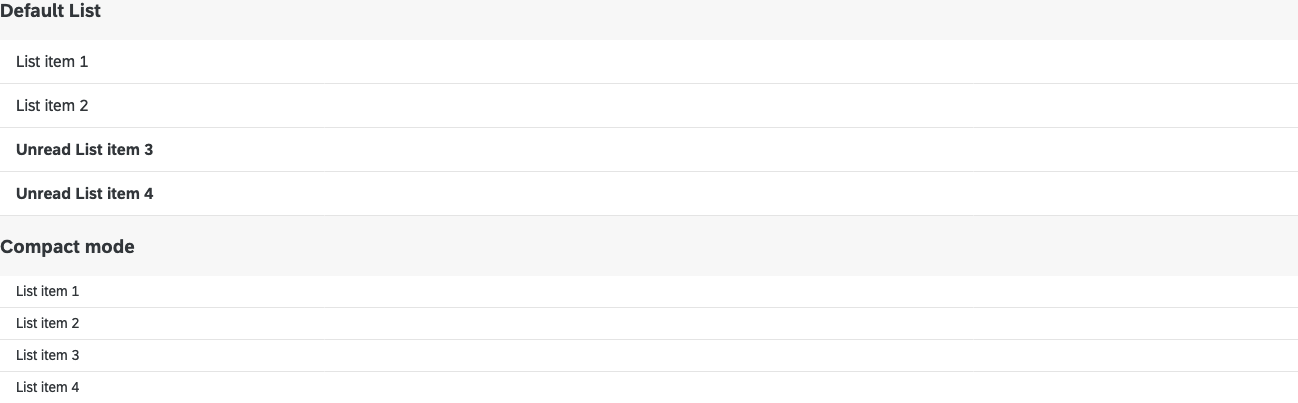 Default List
List item 1
List item 2
Unread List item 3
Unread List item 4
Compact mode
List item 1
List item 2
List item 3
List item 4